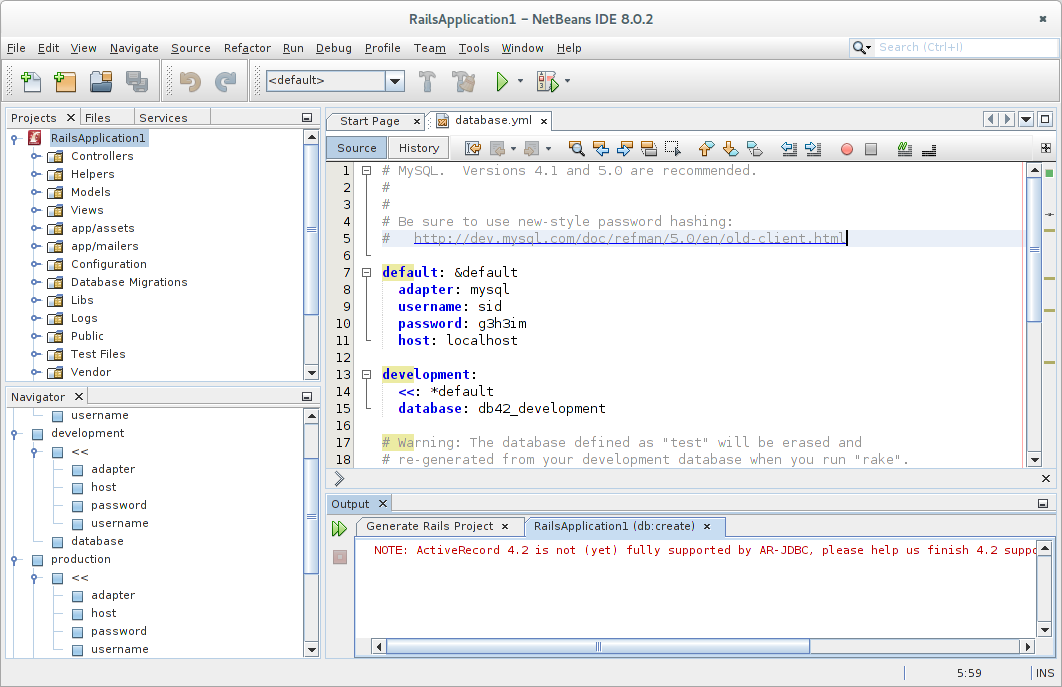 RailsApplication1 – NetBeans IDE 8.0.2
File Edit View Navigate Source Refactor Run Debug Profile Team Tools Window Help
Search (Ctrl+I)
<default>
Projects Files Services
RailsApplication1
Controllers
Helpers
Models
Views
app/assets
app/mailers
Configuration
Database Migrations
Libs
Logs
Public
Test Files
Vendor
Navigator
username
development
<<
adapter
host
password
username
database
production
<<
adapter
host
password
username
Start Page database.yml
Source History
1 # MySQL.  Versions 4.1 and 5.0 are recommended.
2 #
3 #
4 # Be sure to use new-style password hashing:
5 #   http://dev.mysql.com/doc/refman/5.0/en/old-client.html
6
7 default: &default
8   adapter: mysql
9   username: sid
10   password: g3h3im
11   host: localhost
12
13 development:
14   <<: *default
15   database: db42_development
16
17 # Warning: The database defined as "test" will be erased and
18 # re-generated from your development database when you run "rake".
Output
Generate Rails Project RailsApplication1 (db:create)
NOTE: ActiveRecord 4.2 is not (yet) fully supported by AR-JDBC, please help us finish 4.2 suppo
5:59 INS